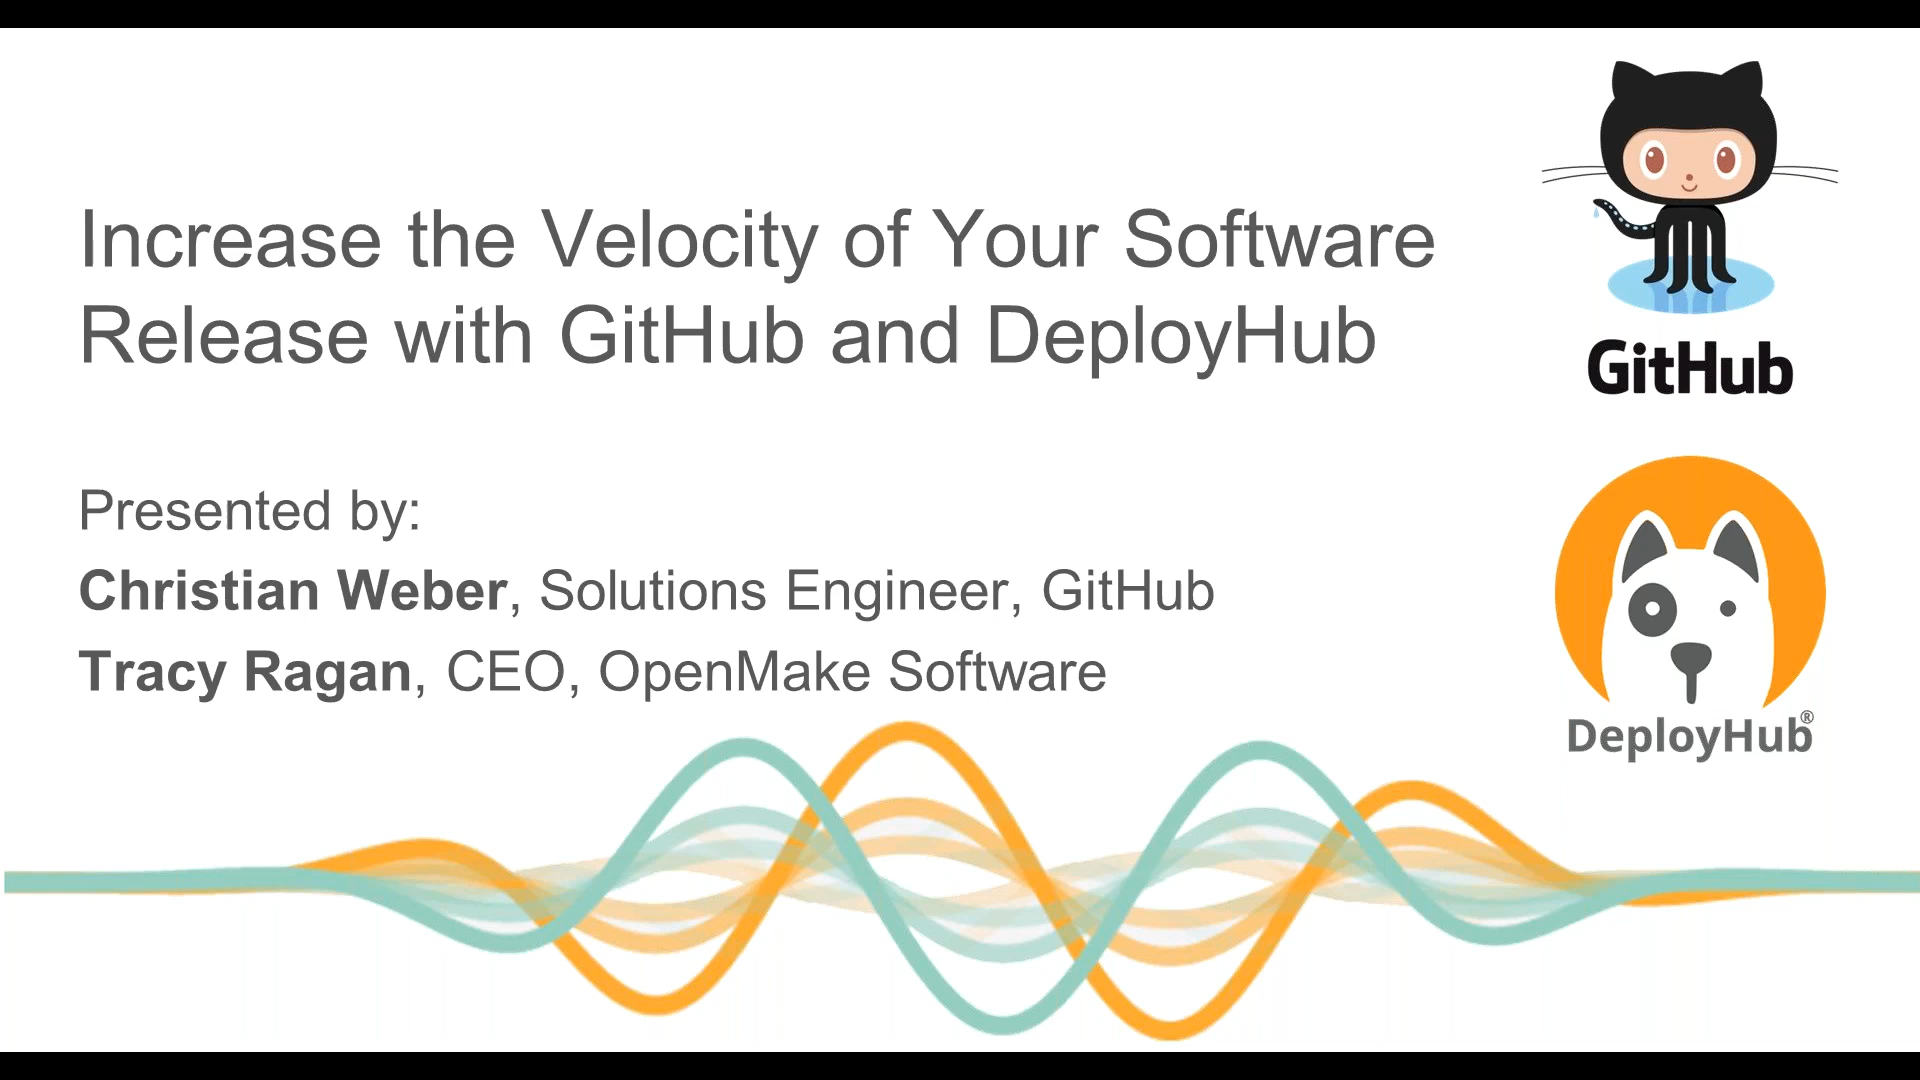 Increase the Velocity of Your Software
Release with GitHub and DeployHub
Presented by:
Christian Weber, Solutions Engineer, GitHub
Tracy Ragan, CEO, OpenMake Software
GitHub
DeployHub®